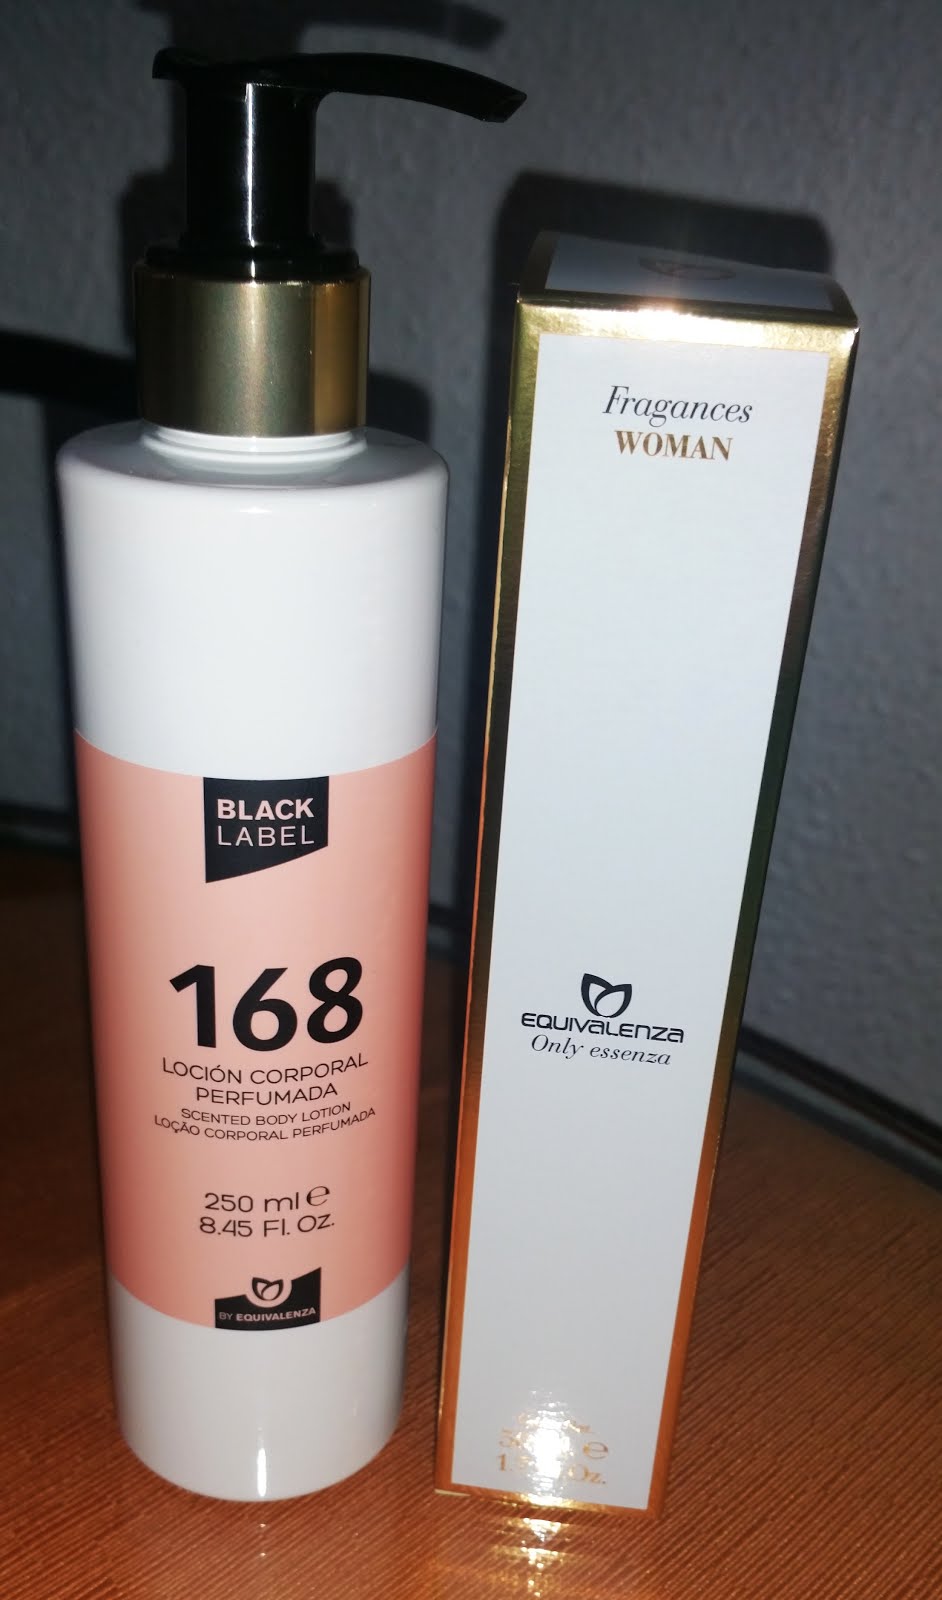 BLACK
LABEL
168
LOCIÓN CORPORAL
PERFUMADA
SCENTED BODY LOTION
LOÇÃO CORPORAL PERFUMADA
250 ml ℮
8.45 Fl. Oz.
BY EQUIVALENZA
Fragances
WOMAN
EQUIVALENZA
Only essenza
℮
Oz.